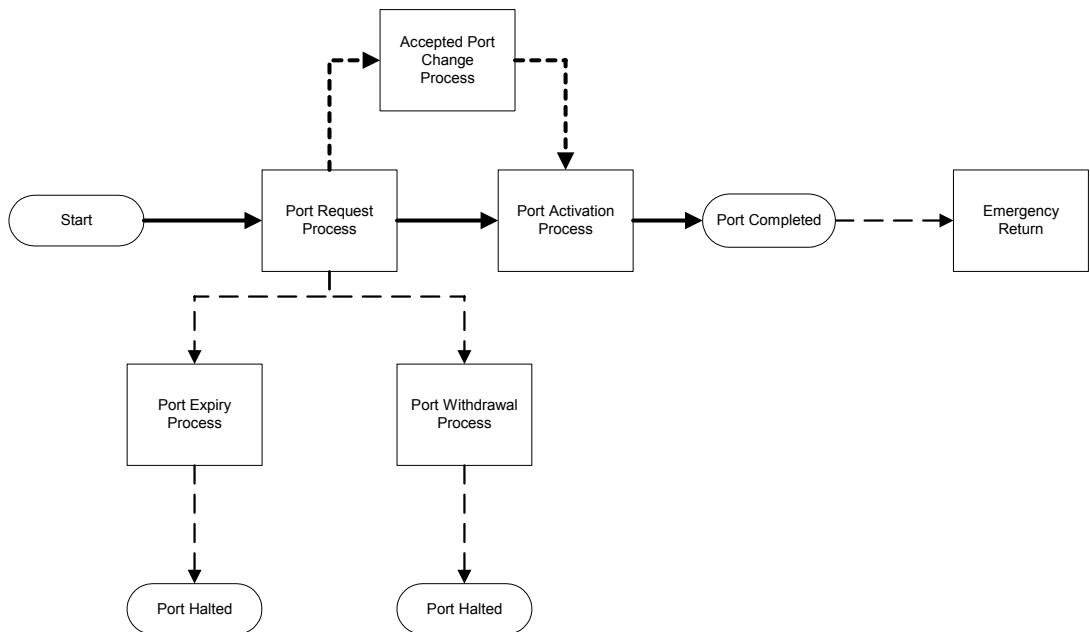 Accepted Port
Change
Process
Start
Port Request
Process
Port Activation
Process
Port Completed
Emergency
Return
Port Expiry
Process
Port Withdrawal
Process
Port Halted
Port Halted